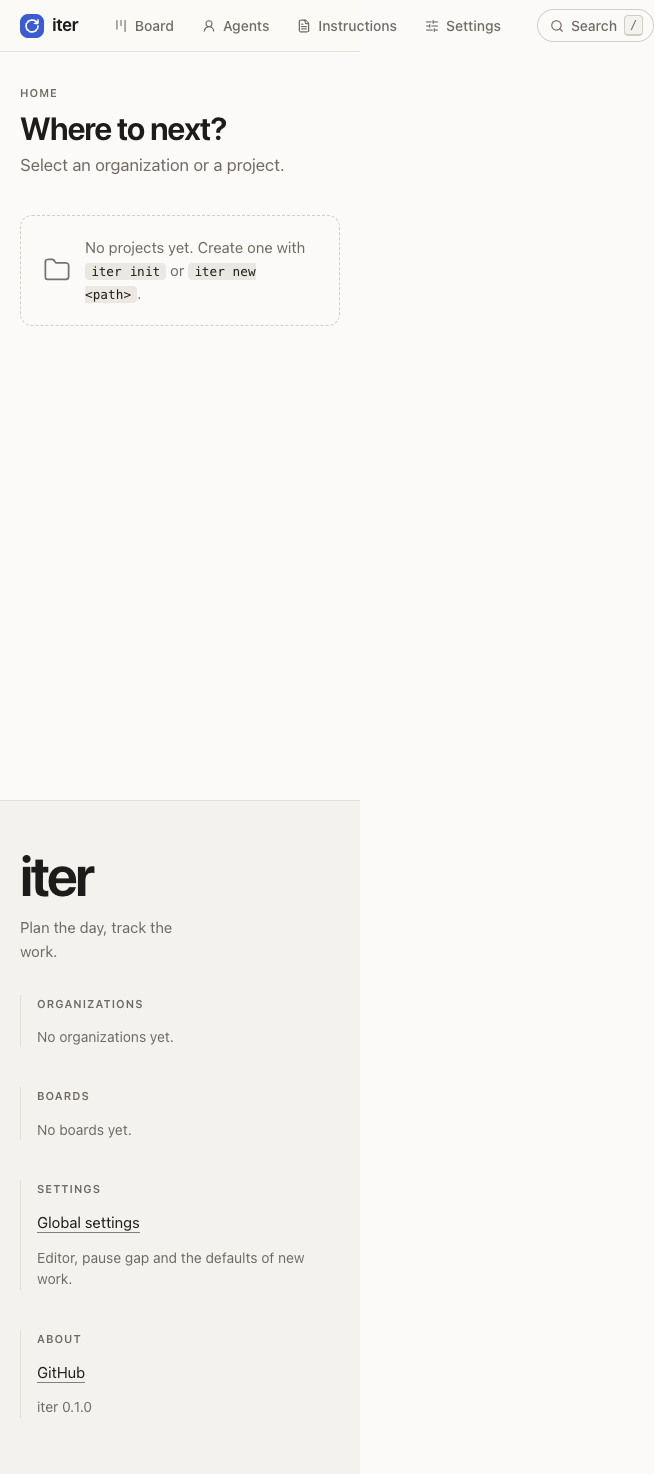 iter
Board
Agents
Instructions
Settings
Search /
HOME
Where to next?
Select an organization or a project.
No projects yet. Create one with
iter init or iter new
<path>.
iter
Plan the day, track the
work.
ORGANIZATIONS
No organizations yet.
BOARDS
No boards yet.
SETTINGS
Global settings
Editor, pause gap and the defaults of new
work.
ABOUT
GitHub
iter 0.1.0